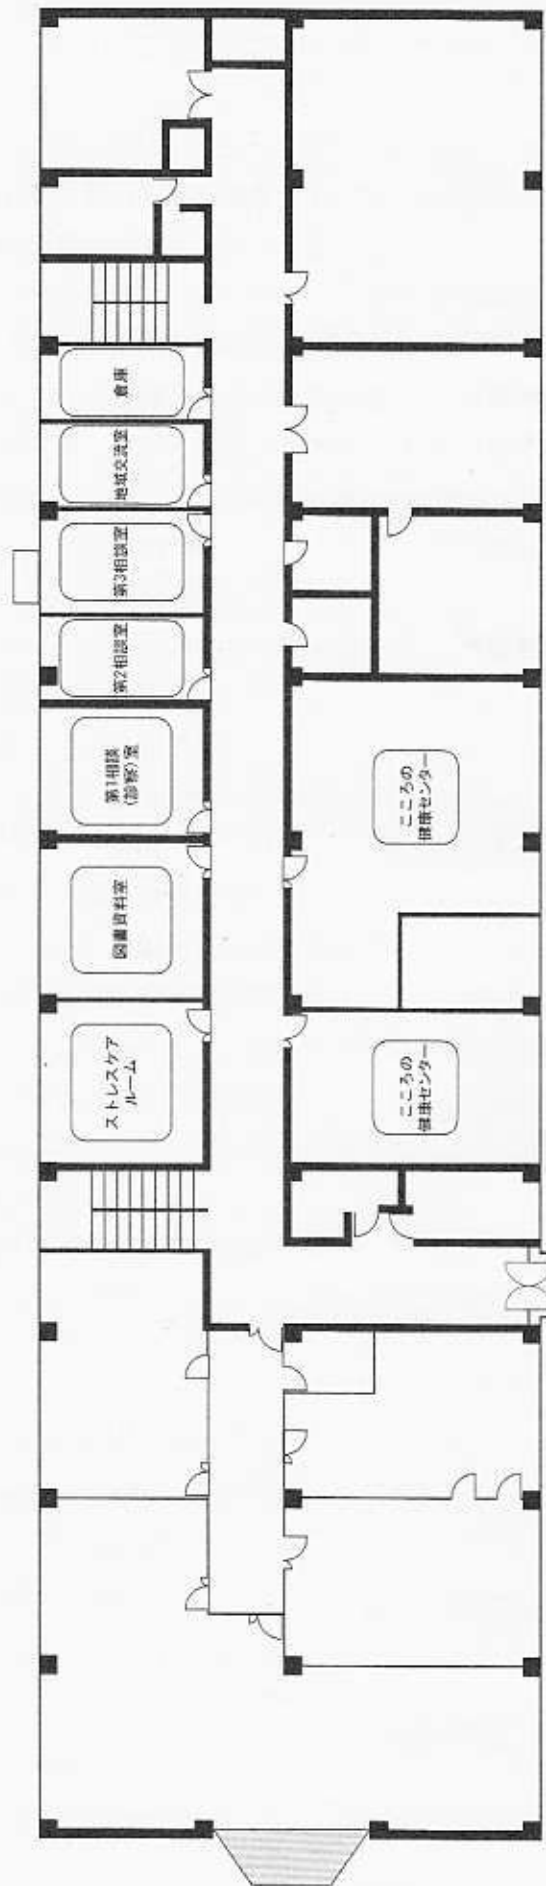 倉庫
地域交流室
第3相談室
第2相談室
第1相談
(診察)室
図書資料室
ストレスケア
ルーム
こころの
健康センター
こころの
健康センター